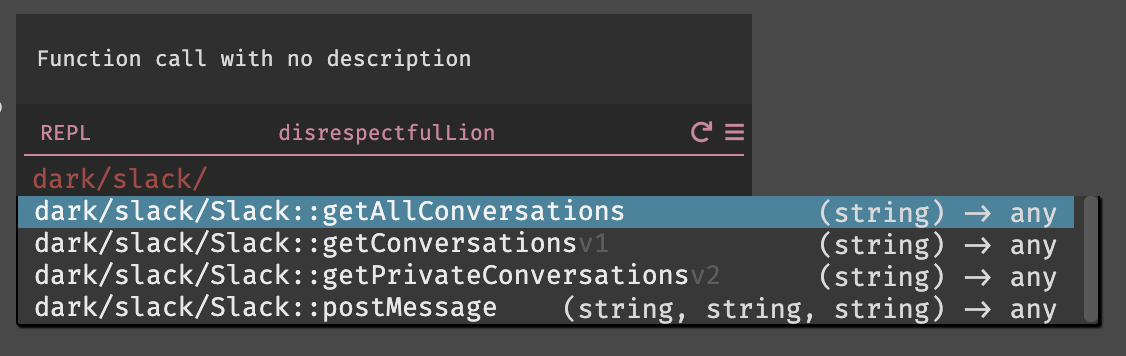 Function call with no description
REPL disrespectfulLion
dark/slack/
dark/slack/Slack::getAllConversations (string) → any
dark/slack/Slack::getConversationsv1 (string) → any
dark/slack/Slack::getPrivateConversationsv2 (string) → any
dark/slack/Slack::postMessage (string, string, string) → any